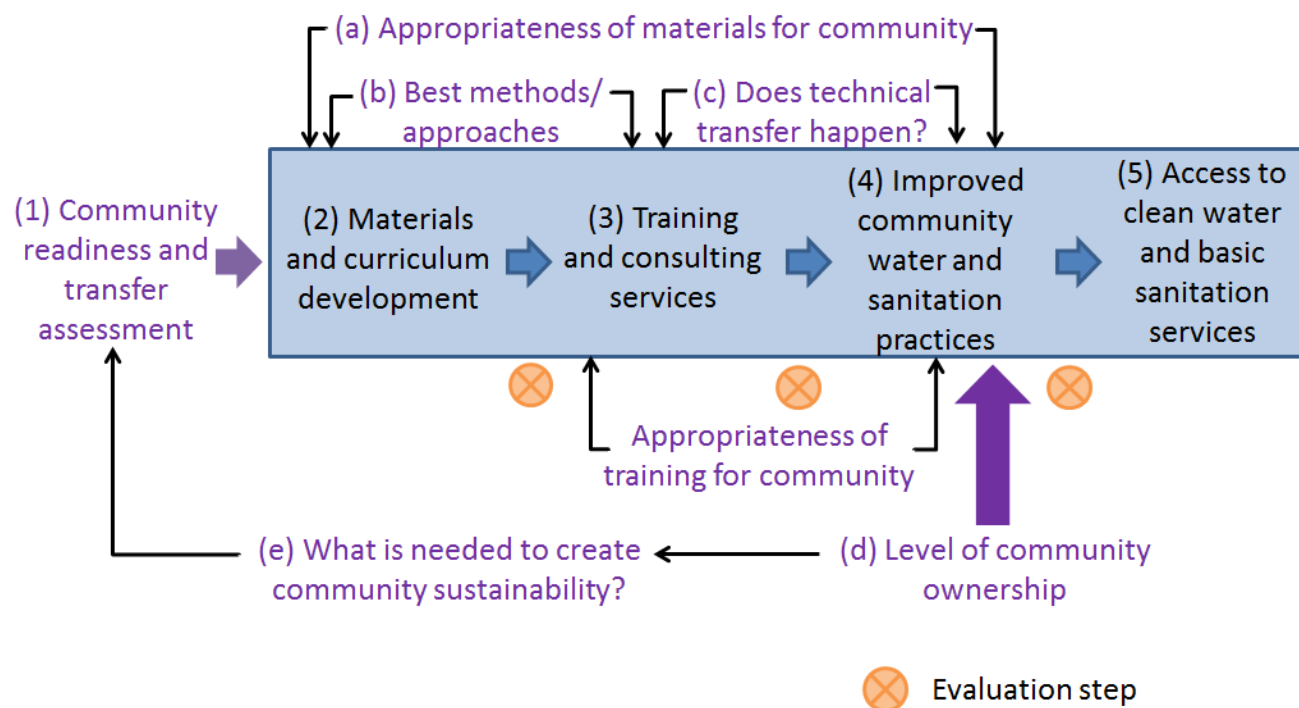 (a) Appropriateness of materials for community
(b) Best methods/
approaches
(c) Does technical
transfer happen?
(1) Community
readiness and
transfer
assessment
(2) Materials
and curriculum
development
(3) Training
and consulting
services
(4) Improved
community
water and
sanitation
practices
(5) Access to
clean water
and basic
sanitation
services
Appropriateness of
training for community
(e) What is needed to create
community sustainability?
(d) Level of community
ownership
Evaluation step